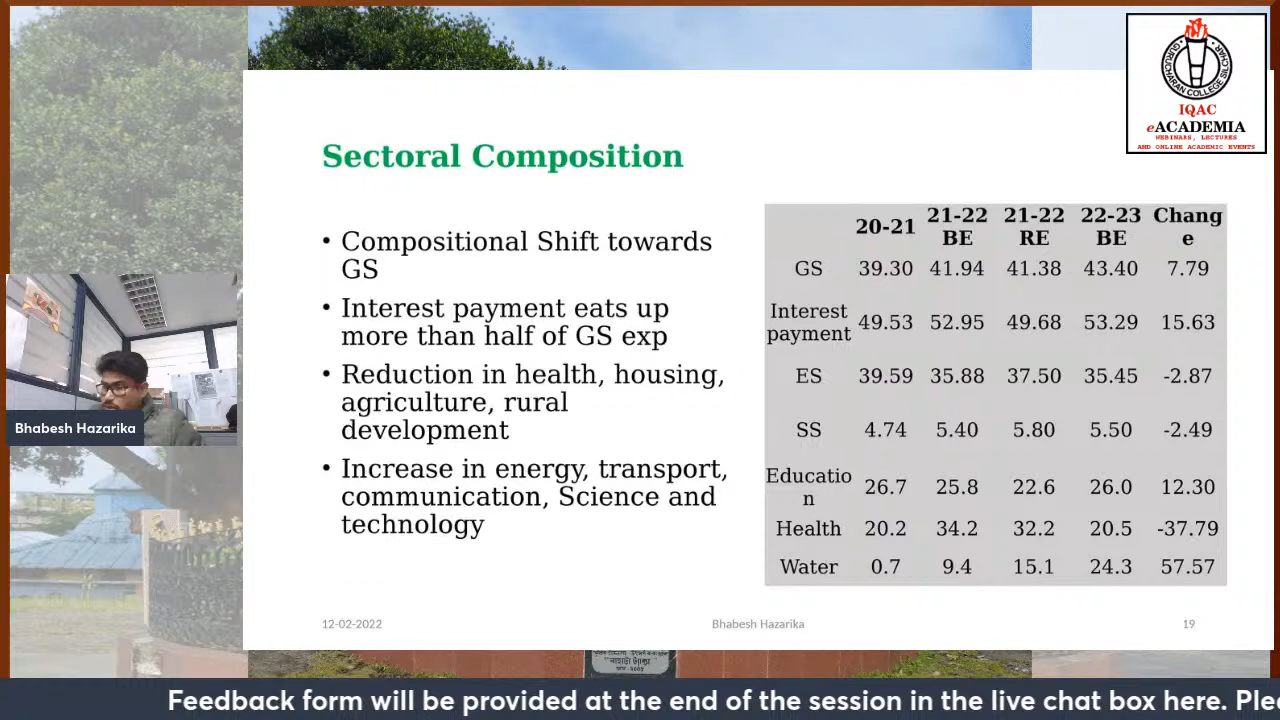 GURUCHARAN COLLEGE SILCHAR
IQAC
eACADEMIA
WEBINARS, LECTURES
AND ONLINE ACADEMIC EVENTS
Sectoral Composition
• Compositional Shift towards
GS
• Interest payment eats up
more than half of GS exp
• Reduction in health, housing,
agriculture, rural
development
• Increase in energy, transport,
communication, Science and
technology
20-21 21-22 BE 21-22 RE 22-23 BE Chang
e
GS 39.30 41.94 41.38 43.40 7.79
Interest
payment 49.53 52.95 49.68 53.29 15.63
ES 39.59 35.88 37.50 35.45 -2.87
SS 4.74 5.40 5.80 5.50 -2.49
Educatio
n 26.7 25.8 22.6 26.0 12.30
Health 20.2 34.2 32.2 20.5 -37.79
Water 0.7 9.4 15.1 24.3 57.57
Bhabesh Hazarika
12-02-2022 Bhabesh Hazarika 19
Feedback form will be provided at the end of the session in the live chat box here. Plea